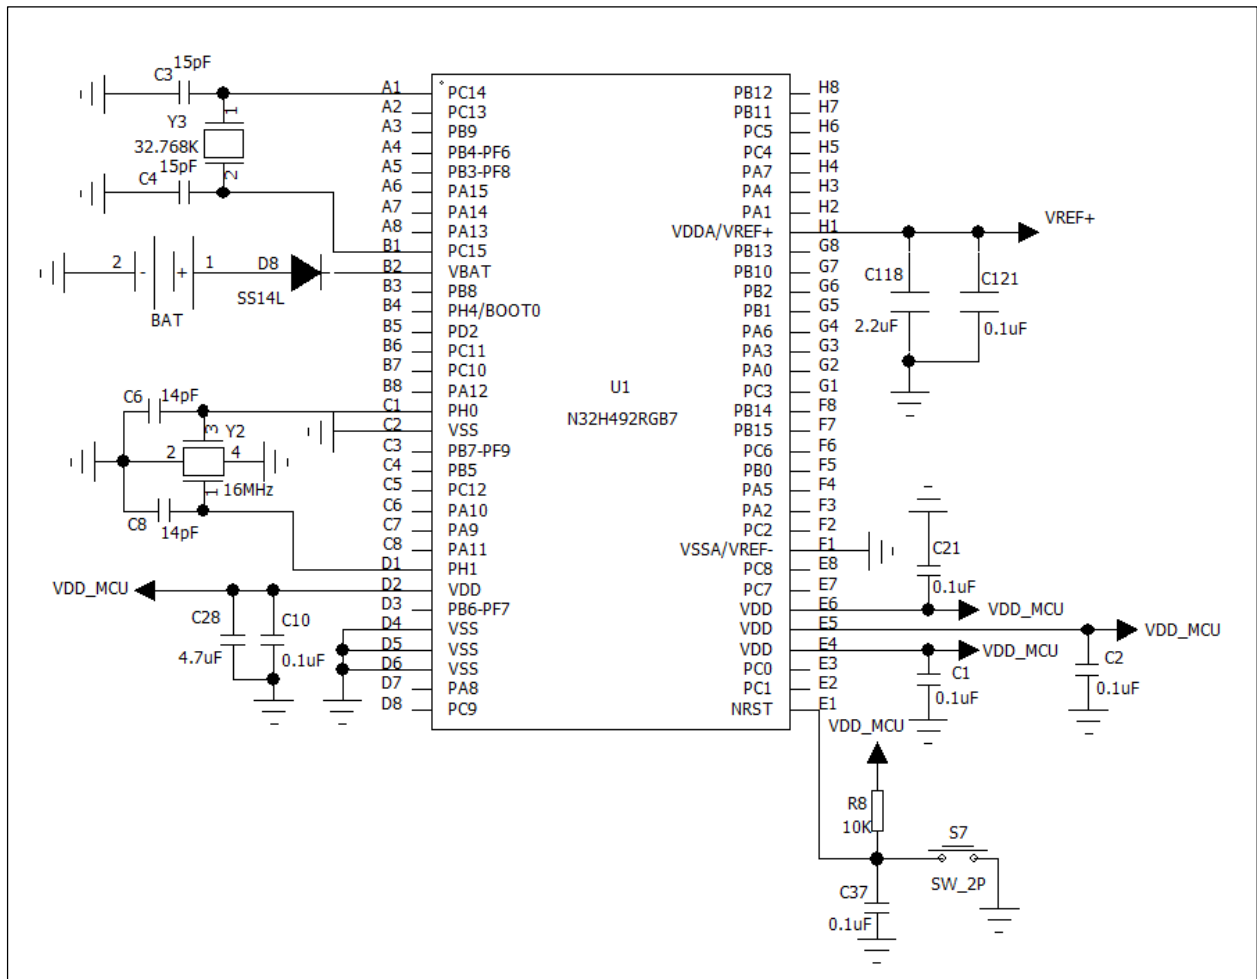 15pF
C3
1
Y3
32.768K
15pF
2
C4
2
-
+
1
D8
SS14L
BAT
C6
14pF
3
Y2
2
4
1
16MHz
C8
14pF
VDD_MCU
C28
C10
4.7uF
0.1uF
A1 PC14
A2 PC13
A3 PB9
A4 PB4-PF6
A5 PB3-PF8
A6 PA15
A7 PA14
A8 PA13
B1 PC15
B2 VBAT
B3 PB8
B4 PH4/BOOT0
B5 PD2
B6 PC11
B7 PC10
B8 PA12
C1 PH0
C2 VSS
C3 PB7-PF9
C4 PB5
C5 PC12
C6 PA10
C7 PA9
C8 PA11
D1 PH1
D2 VDD
D3 PB6-PF7
D4 VSS
D5 VSS
D6 VSS
D7 PA8
D8 PC9
U1
N32H492RGB7
PB12 H8
PB11 H7
PC5 H6
PC4 H5
PA7 H4
PA4 H3
PA1 H2
VDDA/VREF+ H1
PB13 G8
PB10 G7
PB2 G6
PB1 G5
PA6 G4
PA3 G3
PA0 G2
PC3 G1
PB14 F8
PB15 F7
PC6 F6
PB0 F5
PA5 F4
PA2 F3
PC2 F2
VSSA/VREF- F1
PC8 E8
PC7 E7
VDD E6
VDD E5
VDD E4
PC0 E3
PC1 E2
NRST E1
VREF+
C118
C121
2.2uF
0.1uF
C21
0.1uF
VDD_MCU
VDD_MCU
VDD_MCU
C2
C1
0.1uF
0.1uF
VDD_MCU
R8
10K
S7
SW_2P
C37
0.1uF